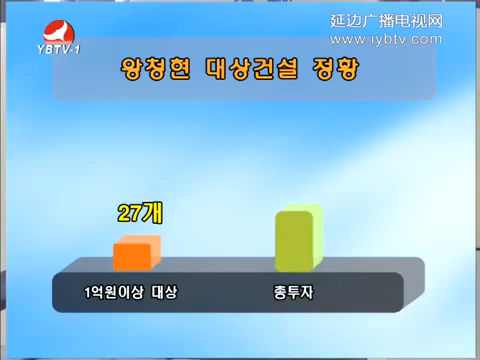 延边广播电视网
www.iybtv.com
YBTV-1
왕청현 대상건설 정황
27개
1억원이상 대상
총투자